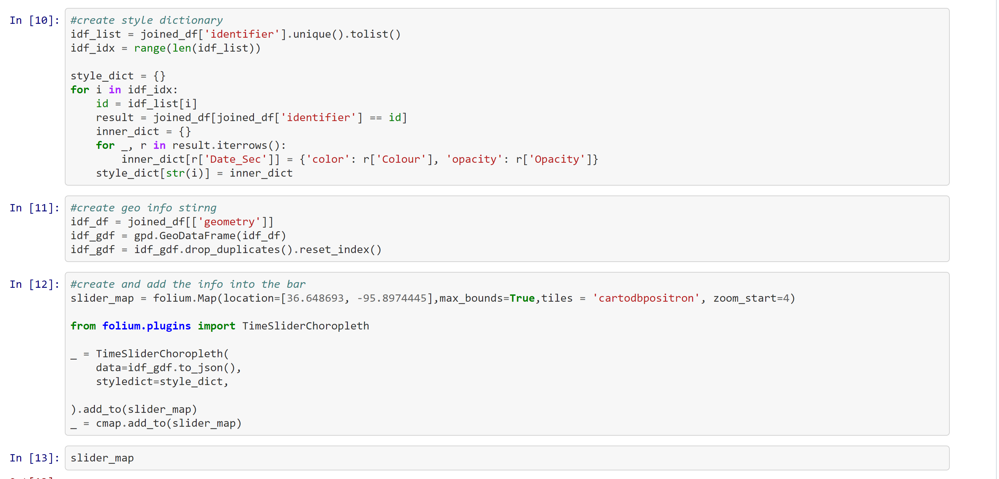 In [10]: #create style dictionary
idf_list = joined_df['identifier'].unique().tolist()
idf_idx = range(len(idf_list))

style_dict = {}
for i in idf_idx:
    id = idf_list[i]
    result = joined_df[joined_df['identifier'] == id]
    inner_dict = {}
    for _, r in result.iterrows():
        inner_dict[r['Date_Sec']] = {'color': r['Colour'], 'opacity': r['Opacity']}
    style_dict[str(i)] = inner_dict
In [11]: #create geo info stirng
idf_df = joined_df[['geometry']]
idf_gdf = gpd.GeoDataFrame(idf_df)
idf_gdf = idf_gdf.drop_duplicates().reset_index()
In [12]: #create and add the info into the bar
slider_map = folium.Map(location=[36.648693, -95.8974445],max_bounds=True,tiles = 'cartodbpositron', zoom_start=4)

from folium.plugins import TimeSliderChoropleth

_ = TimeSliderChoropleth(
    data=idf_gdf.to_json(),
    styledict=style_dict,

).add_to(slider_map)
_ = cmap.add_to(slider_map)
In [13]: slider_map